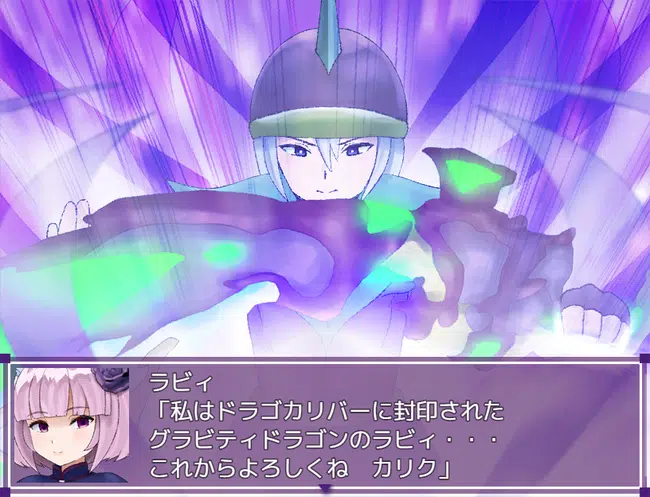 ラビィ
「私はドラゴカリバーに封印された
グラビティドラゴンのラビィ・・・
これからよろしくね　カリク」